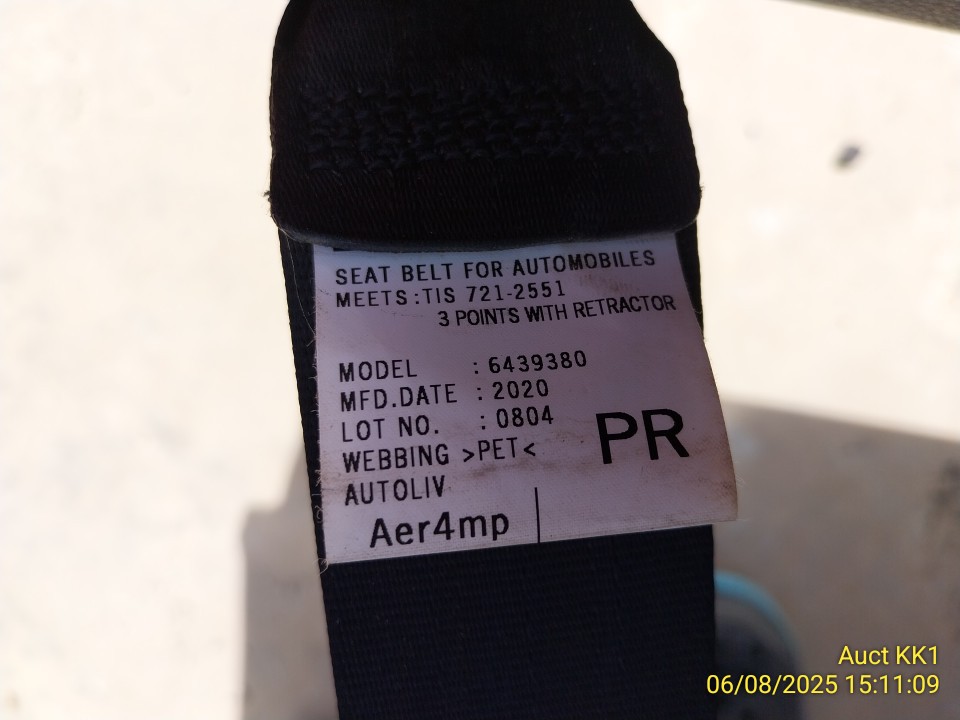 SEAT BELT FOR AUTOMOBILES
MEETS:TIS 721-2551
3 POINTS WITH RETRACTOR
MODEL : 6439380
MFD.DATE : 2020
LOT NO. : 0804
WEBBING >PET<
PR
AUTOLIV
Aer4mp
Auct KK1
06/08/2025 15:11:09